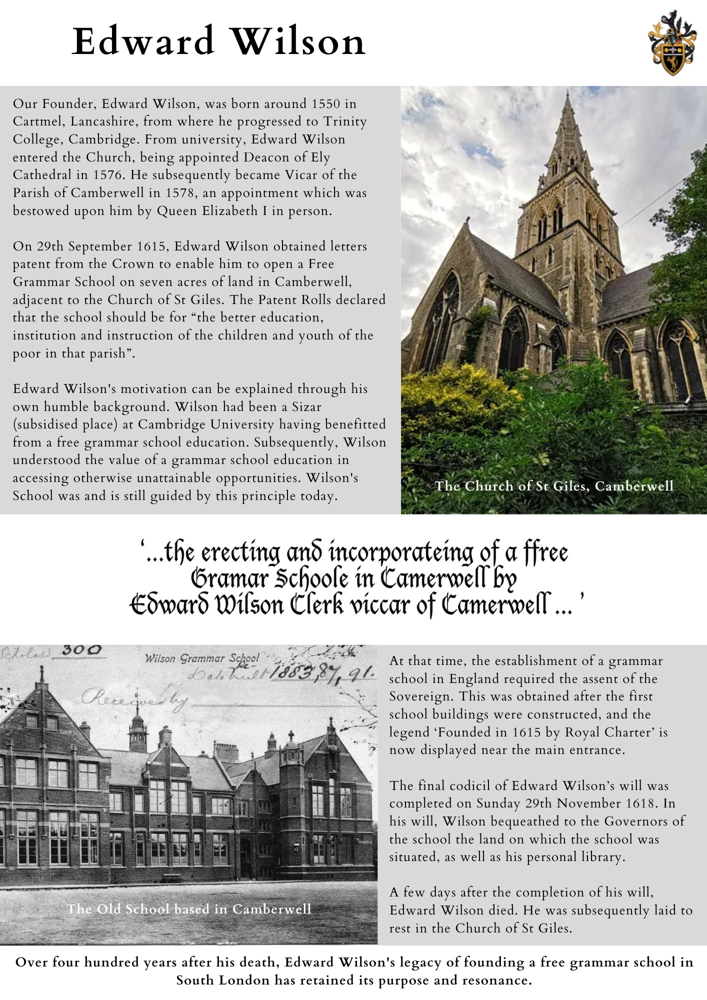 Edward Wilson
Our Founder, Edward Wilson, was born around 1550 in
Cartmel, Lancashire, from where he progressed to Trinity
College, Cambridge. From university, Edward Wilson
entered the Church, being appointed Deacon of Ely
Cathedral in 1576. He subsequently became Vicar of the
Parish of Camberwell in 1578, an appointment which was
bestowed upon him by Queen Elizabeth I in person.
On 29th September 1615, Edward Wilson obtained letters
patent from the Crown to enable him to open a Free
Grammar School on seven acres of land in Camberwell,
adjacent to the Church of St Giles. The Patent Rolls declared
that the school should be for “the better education,
institution and instruction of the children and youth of the
poor in that parish”.
Edward Wilson's motivation can be explained through his
own humble background. Wilson had been a Sizar
(subsidised place) at Cambridge University having benefitted
from a free grammar school education. Subsequently, Wilson
understood the value of a grammar school education in
accessing otherwise unattainable opportunities. Wilson's
School was and is still guided by this principle today.
The Church of St Giles, Camberwell
‘...the erecting and incorporateing of a ffree
Gramar Schoole in Camerwell by
Edward Wilson Clerk viccar of Camerwell ... ’
Scholars 300
Wilson Grammar School
re-
Date built 1883, 87, 91.
Received by
The Old School based in Camberwell
At that time, the establishment of a grammar
school in England required the assent of the
Sovereign. This was obtained after the first
school buildings were constructed, and the
legend ‘Founded in 1615 by Royal Charter’ is
now displayed near the main entrance.
The final codicil of Edward Wilson’s will was
completed on Sunday 29th November 1618. In
his will, Wilson bequeathed to the Governors of
the school the land on which the school was
situated, as well as his personal library.
A few days after the completion of his will,
Edward Wilson died. He was subsequently laid to
rest in the Church of St Giles.
Over four hundred years after his death, Edward Wilson's legacy of founding a free grammar school in
South London has retained its purpose and resonance.